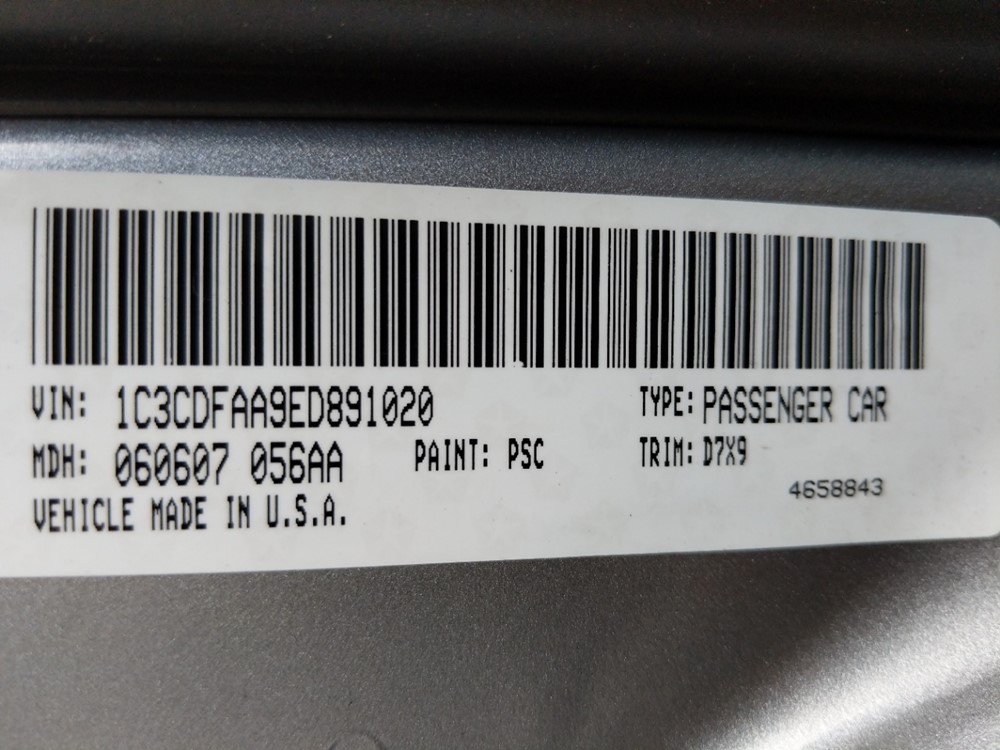 VIN: 1C3CDFAA9ED891020 TYPE: PASSENGER CAR
MDH: 060607 056AA PAINT: PSC TRIM: D7X9
4658843
VEHICLE MADE IN U.S.A.